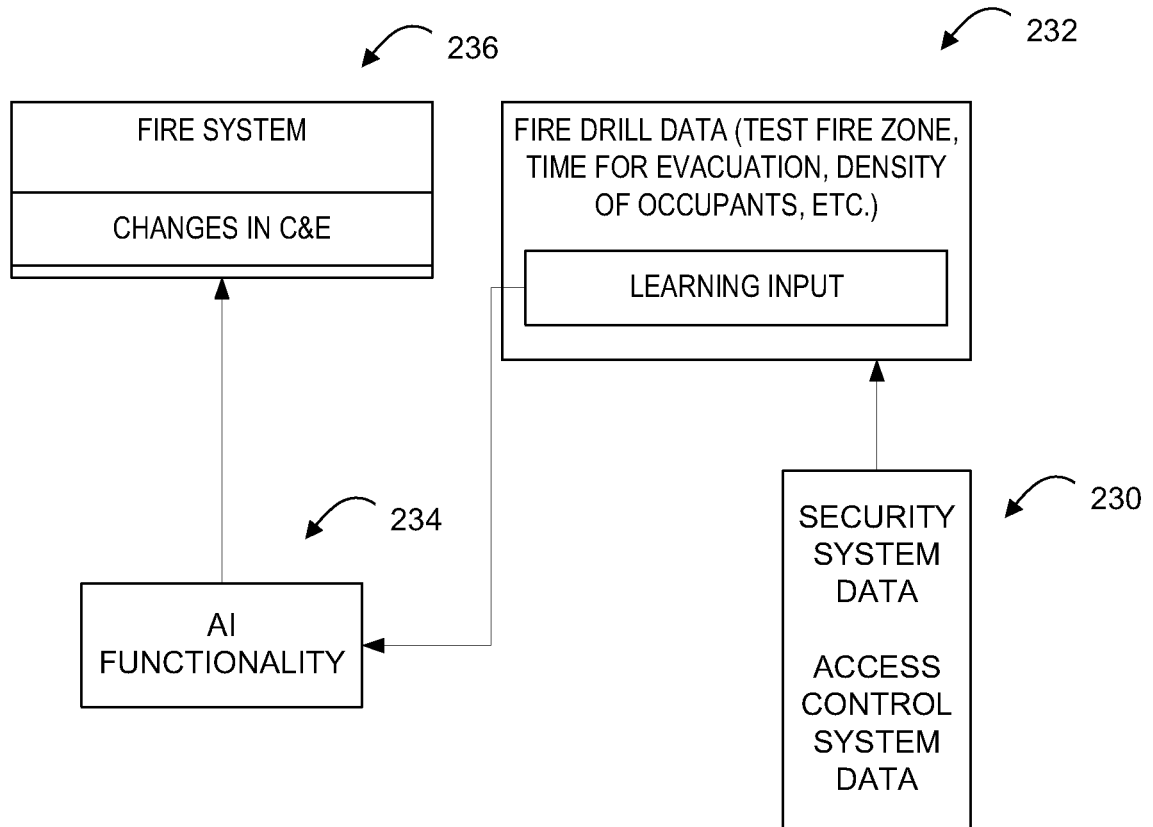 236
FIRE SYSTEM
CHANGES IN C&E
232
FIRE DRILL DATA (TEST FIRE ZONE,
TIME FOR EVACUATION, DENSITY
OF OCCUPANTS, ETC.)
LEARNING INPUT
234
AI
FUNCTIONALITY
230
SECURITY
SYSTEM
DATA
ACCESS
CONTROL
SYSTEM
DATA